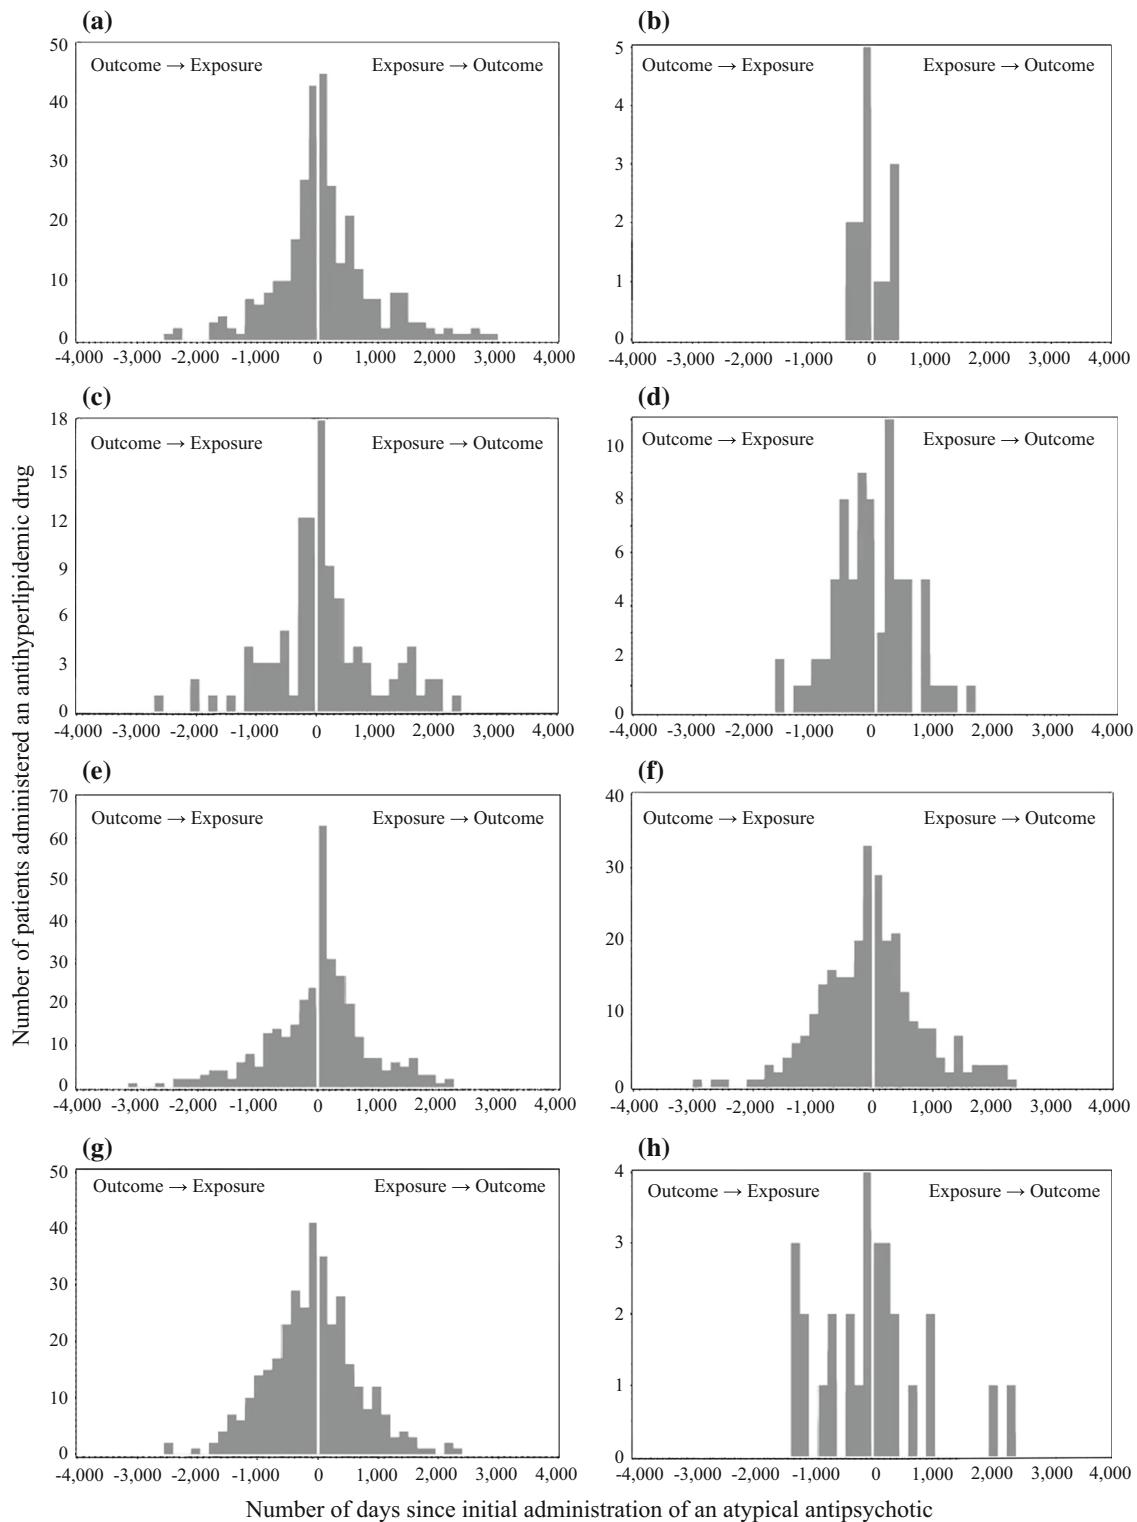 (a)
50
40
30
20
10
0
Outcome → Exposure Exposure → Outcome
-4,000 -3,000 -2,000 -1,000 0 1,000 2,000 3,000 4,000
(b)
5
4
3
2
1
0
Outcome → Exposure Exposure → Outcome
-4,000 -3,000 -2,000 -1,000 0 1,000 2,000 3,000 4,000
(c)
18
15
12
9
6
3
0
Outcome → Exposure Exposure → Outcome
-4,000 -3,000 -2,000 -1,000 0 1,000 2,000 3,000 4,000
(d)
10
8
6
4
2
0
Outcome → Exposure Exposure → Outcome
-4,000 -3,000 -2,000 -1,000 0 1,000 2,000 3,000 4,000
(e)
70
60
50
40
30
20
10
0
Outcome → Exposure Exposure → Outcome
-4,000 -3,000 -2,000 -1,000 0 1,000 2,000 3,000 4,000
(f)
40
30
20
10
0
Outcome → Exposure Exposure → Outcome
-4,000 -3,000 -2,000 -1,000 0 1,000 2,000 3,000 4,000
(g)
50
40
30
20
10
0
Outcome → Exposure Exposure → Outcome
-4,000 -3,000 -2,000 -1,000 0 1,000 2,000 3,000 4,000
(h)
4
3
2
1
0
Outcome → Exposure Exposure → Outcome
-4,000 -3,000 -2,000 -1,000 0 1,000 2,000 3,000 4,000
Number of patients administered an antihyperlipidemic drug
Number of days since initial administration of an atypical antipsychotic